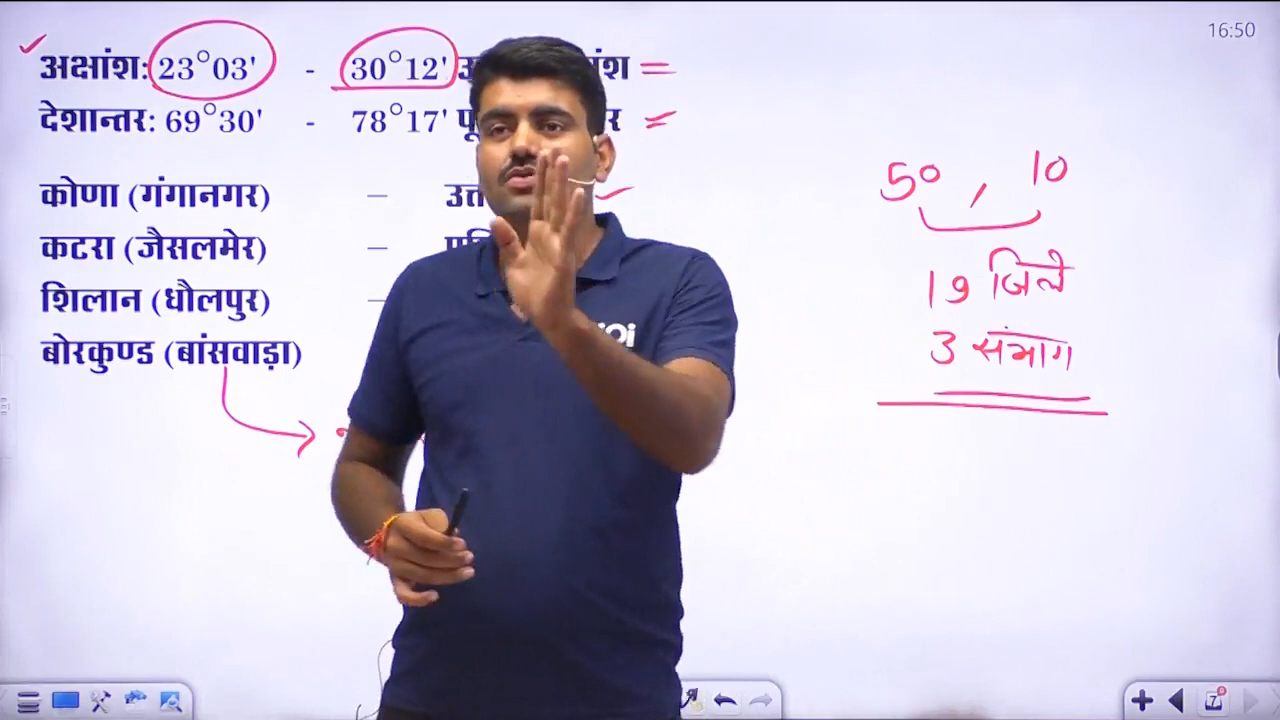 16:50
अक्षांश: 23°03' - 30°12'
देशान्तर: 69°30' - 78°17'
कोणा (गंगानगर) –
कटरा (जैसलमेर) –
शिलान (धौलपुर) –
बोरकुण्ड (बांसवाड़ा)
50 , 10
19 जिले
3 संभाग
7